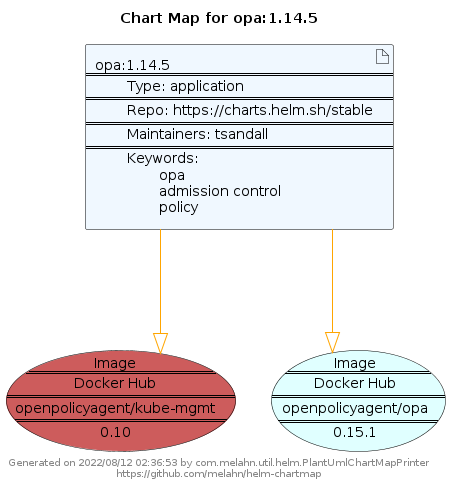 Chart Map for opa:1.14.5
opa:1.14.5
Type: application
Repo: https://charts.helm.sh/stable
Maintainers: tsandall
Keywords:
opa
admission control
policy
Image
Docker Hub
openpolicyagent/kube-mgmt
0.10
Image
Docker Hub
openpolicyagent/opa
0.15.1
Generated on 2022/08/12 02:36:53 by com.melahn.util.helm.PlantUmlChartMapPrinter
https://github.com/melahn/helm-chartmap